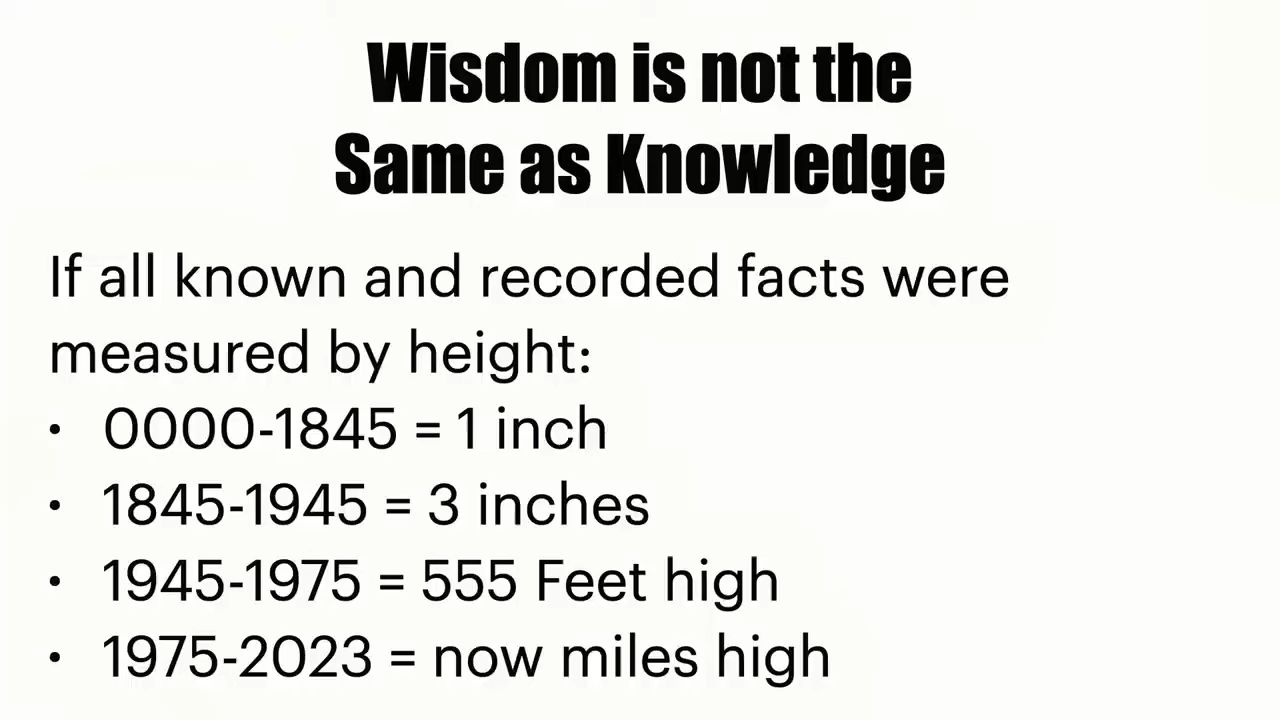 Wisdom is not the
Same as Knowledge
If all known and recorded facts were
measured by height:
• 0000-1845 = 1 inch
• 1845-1945 = 3 inches
• 1945-1975 = 555 Feet high
• 1975-2023 = now miles high